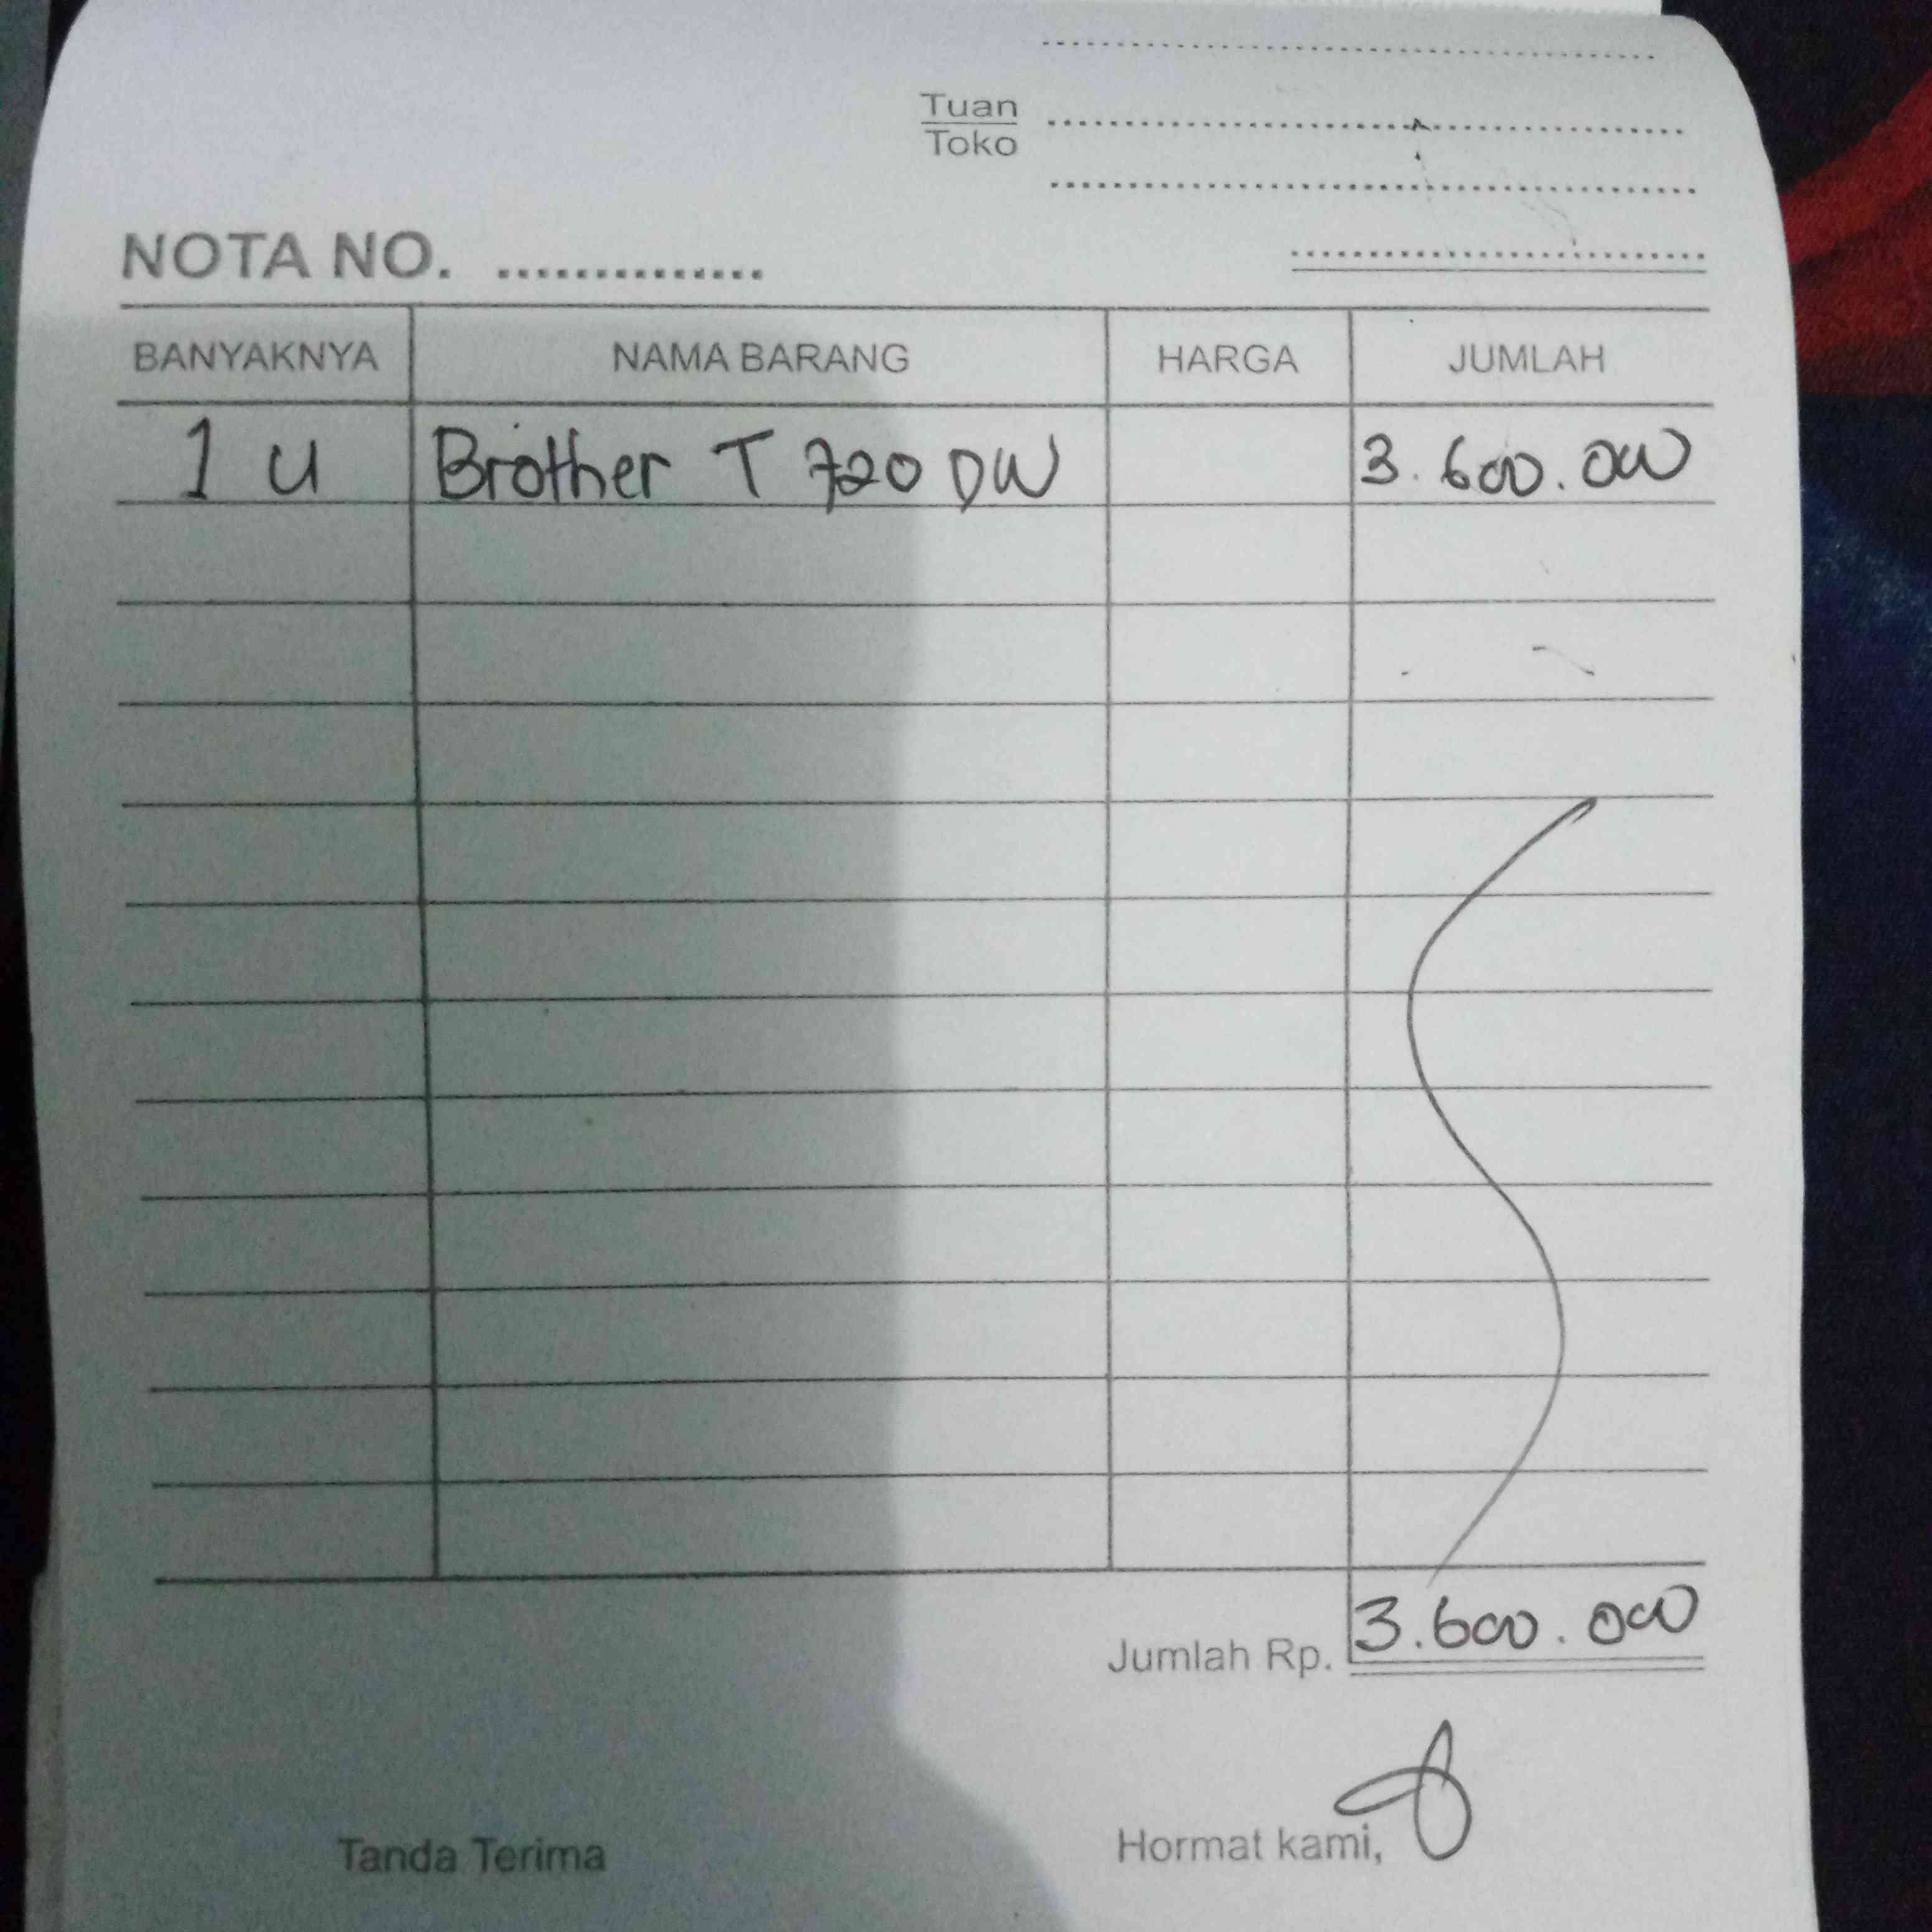 Tuan
Toko
NOTA NO. ..............
BANYAKNYA NAMA BARANG HARGA JUMLAH
1 u Brother T 720 DW 3.600.000
Jumlah Rp. 3.600.000
Tanda Terima Hormat kami,